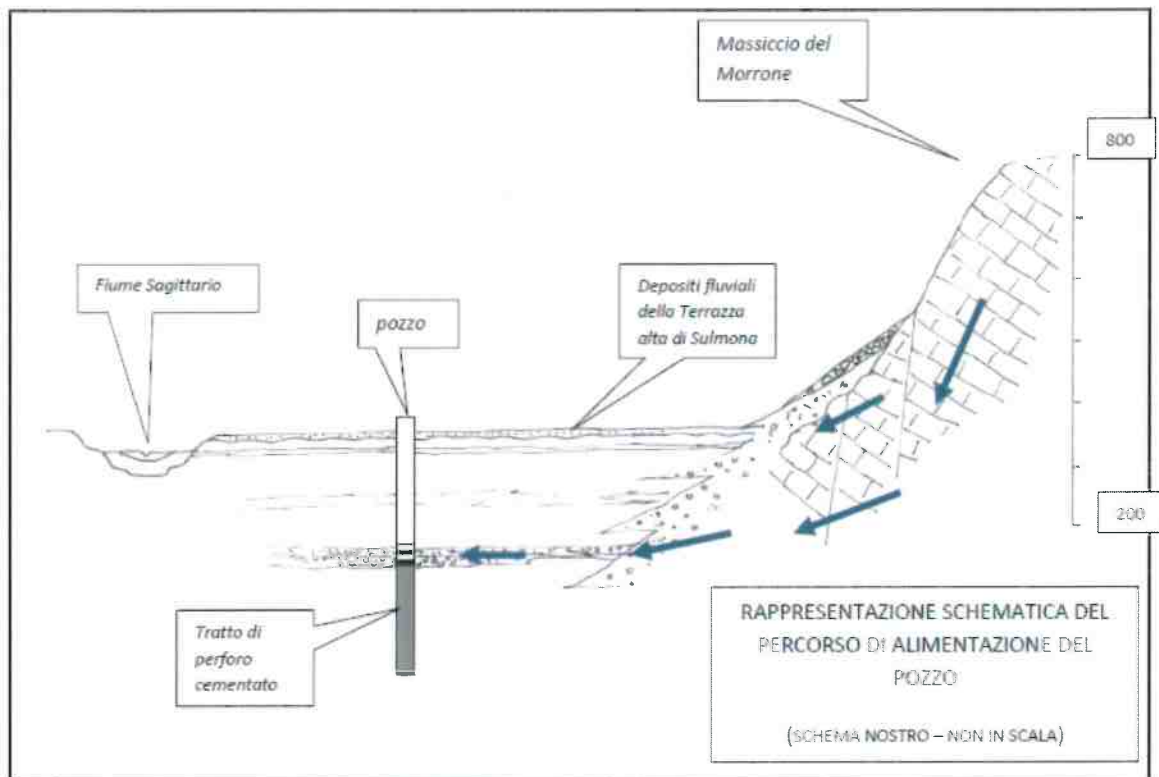 Massiccio del
Morrone
800
Fiume Sagittario
pozzo
Depositi fluviali
della Terrazza
alta di Sulmona
200
Tratto di
perforo
cementato
RAPPRESENTAZIONE SCHEMATICA DEL
PERCORSO DI ALIMENTAZIONE DEL
POZZO
(SCHEMA NOSTRO – NON IN SCALA)